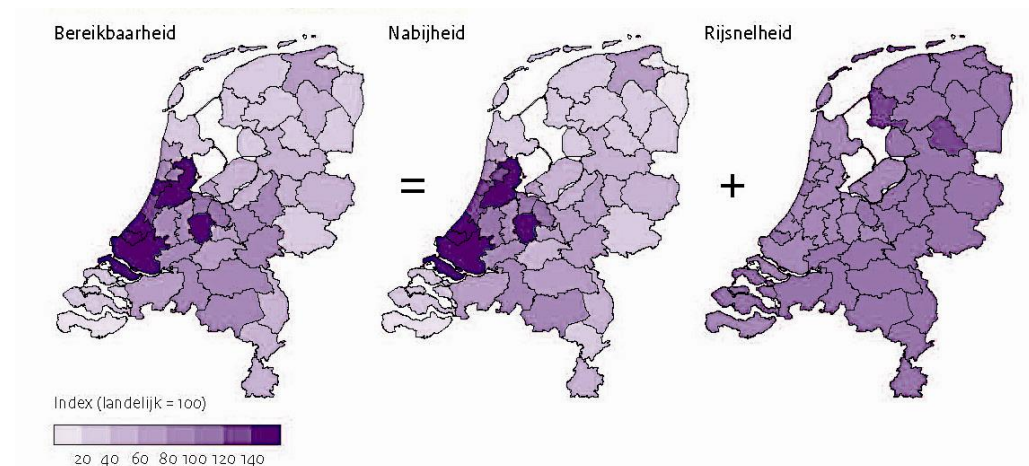 Bereikbaarheid
Nabijheid
Rijsnelheid
=
+
Index (landelijk = 100)
20 40 60 80 100 120 140